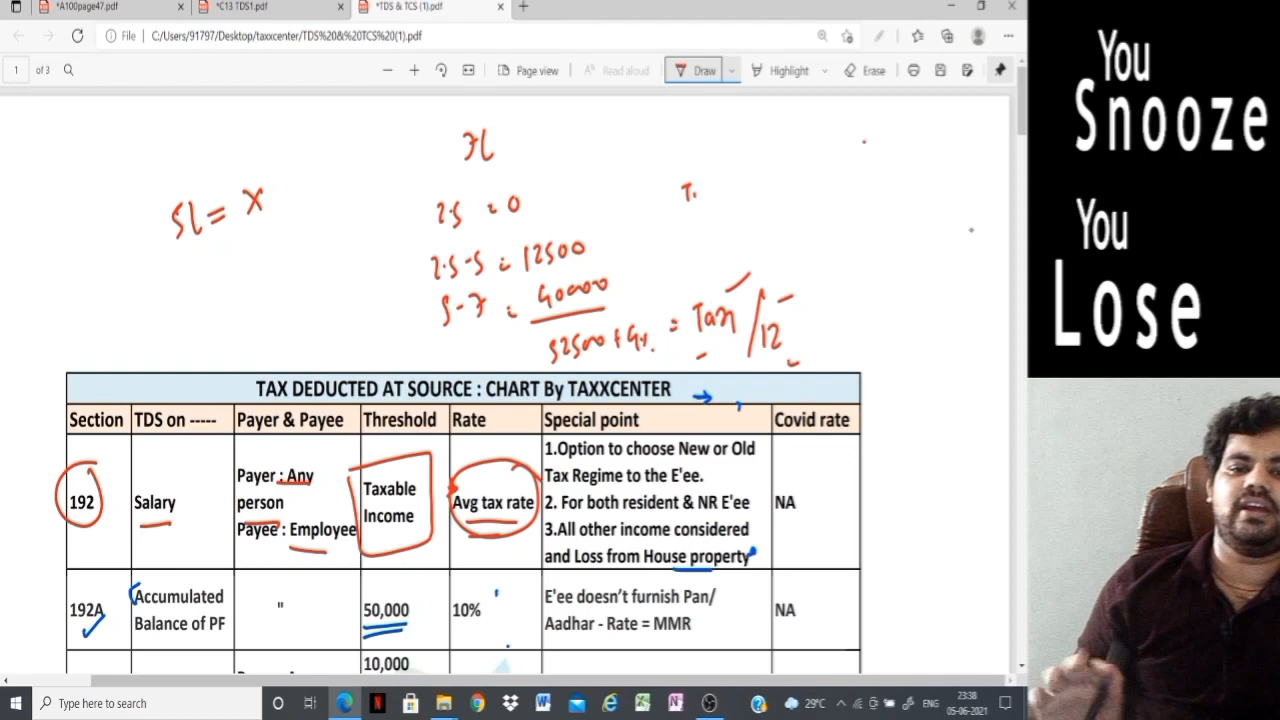 *A100page47.pdf
*C13 TDS1.pdf
*TDS & TCS (1).pdf
File
C:/Users/91797/Desktop/taxxcenter/TDS%20&%20TCS%20(1).pdf
1 of 3
Page view
Read aloud
Draw
Highlight
Erase
7L
5L = X
2.5 = 0
T.
2.5-5 = 12500
5-7 = 40000
52500 + 4% = Tax / 12
You
Snooze
You
Lose
TAX DEDUCTED AT SOURCE : CHART By TAXXCENTER
Section TDS on ----- Payer & Payee Threshold Rate Special point Covid rate
192
Salary
Payer : Any
person
Payee : Employee
Taxable
Income
Avg tax rate
1.Option to choose New or Old
Tax Regime to the E'ee.
2. For both resident & NR E'ee
3.All other income considered
and Loss from House property
NA
192A
Accumulated
Balance of PF
"
50,000
10%
E'ee doesn't furnish Pan/
Aadhar - Rate = MMR
NA
10,000
Type here to search
29°C
ENG
23:38
05-06-2021